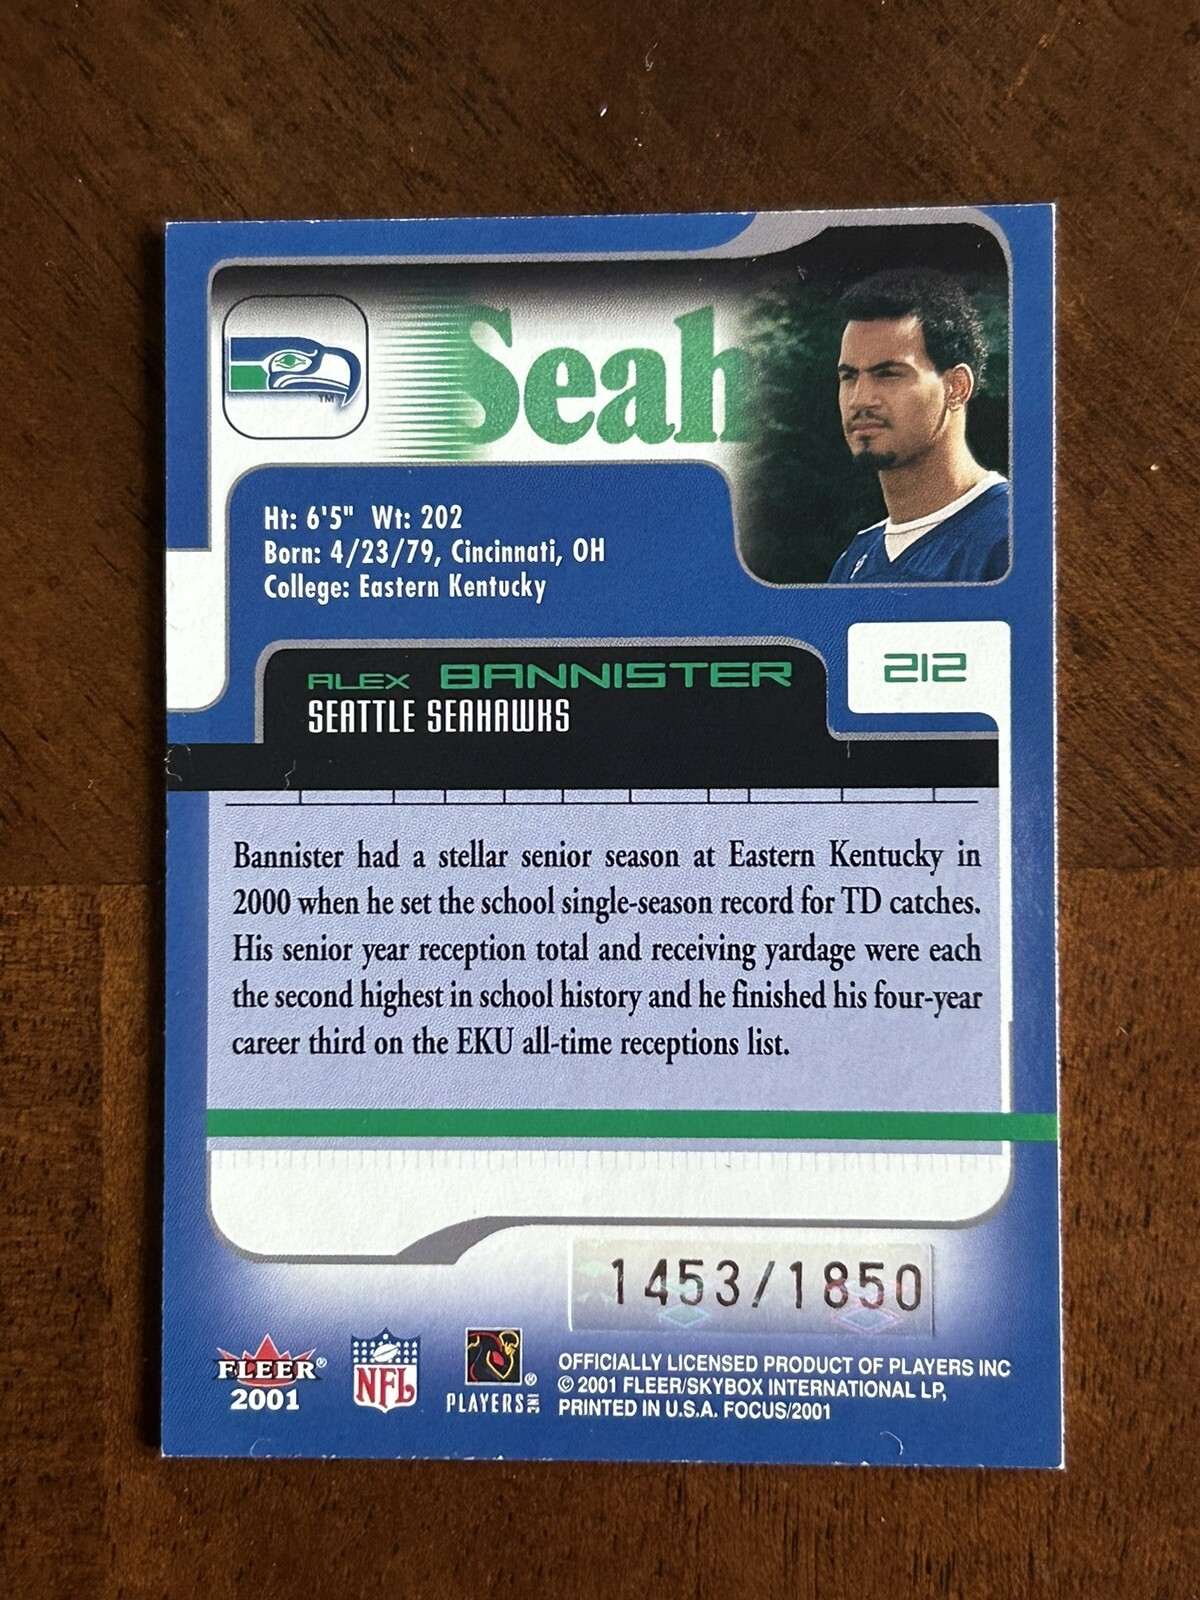 Seah
TM
Ht: 6'5" Wt: 202
Born: 4/23/79, Cincinnati, OH
College: Eastern Kentucky
ALEX BANNISTER
212
SEATTLE SEAHAWKS
Bannister had a stellar senior season at Eastern Kentucky in
2000 when he set the school single-season record for TD catches.
His senior year reception total and receiving yardage were each
the second highest in school history and he finished his four-year
career third on the EKU all-time receptions list.
1453/1850
FLEER®
2001
NFL
®
PLAYERS INC
OFFICIALLY LICENSED PRODUCT OF PLAYERS INC
© 2001 FLEER/SKYBOX INTERNATIONAL LP,
PRINTED IN U.S.A. FOCUS/2001